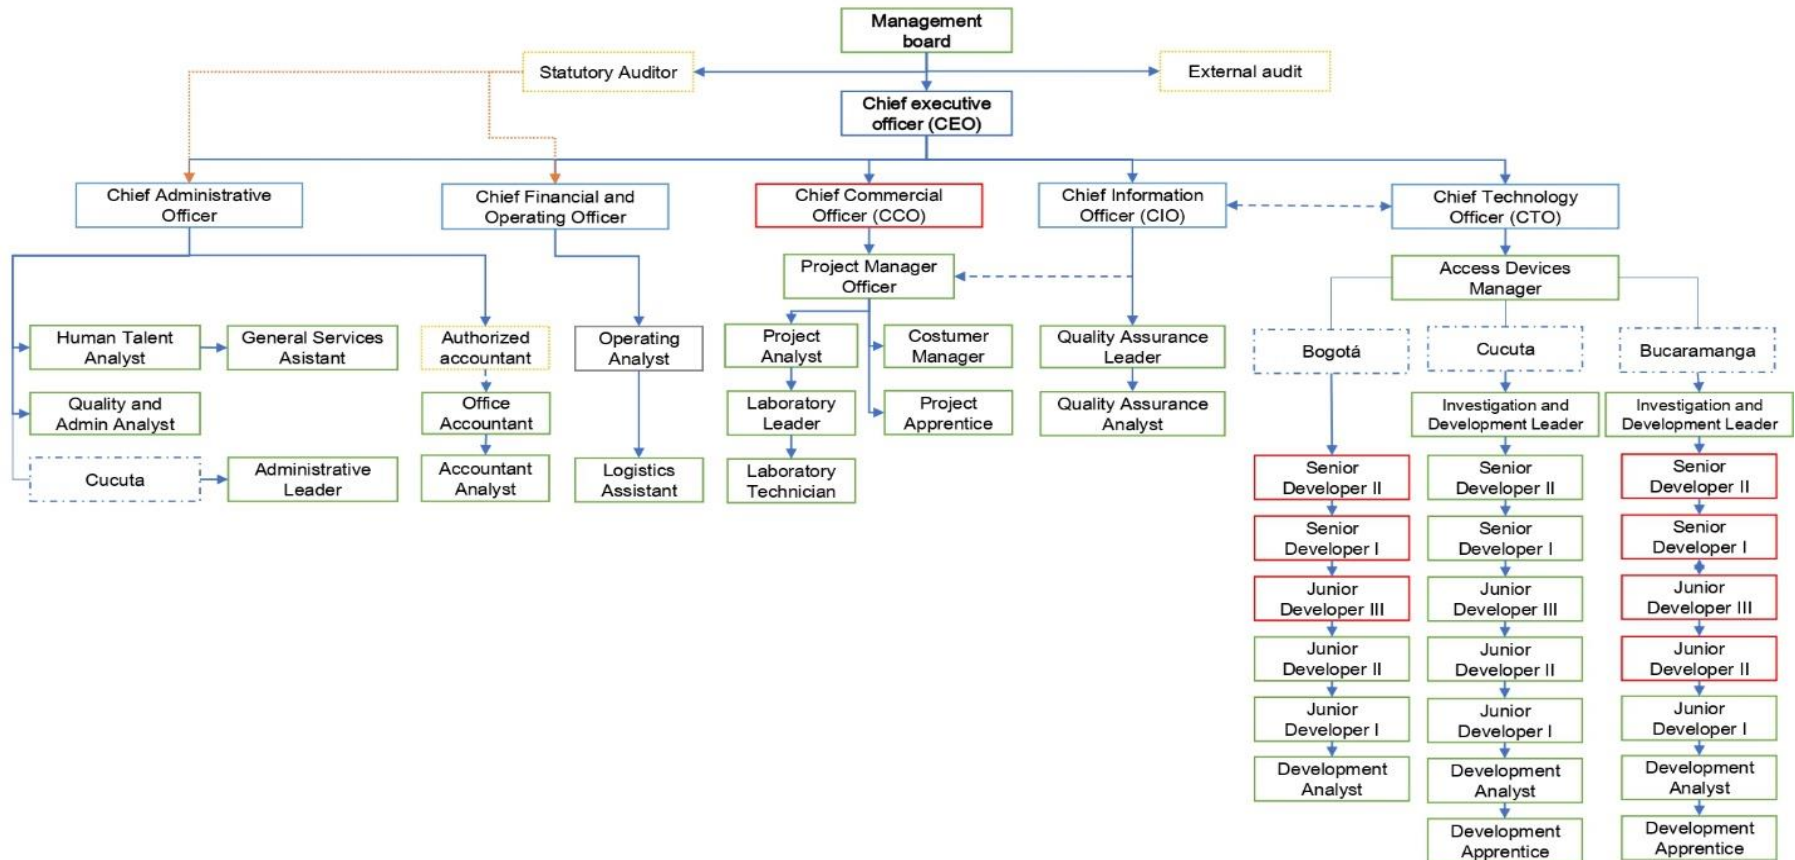 Management
board
Statutory Auditor
External audit
Chief executive
officer (CEO)
Chief Administrative
Officer
Chief Financial and
Operating Officer
Chief Commercial
Officer (CCO)
Chief Information
Officer (CIO)
Chief Technology
Officer (CTO)
Project Manager
Officer
Access Devices
Manager
Human Talent
Analyst
General Services
Asistant
Authorized
accountant
Operating
Analyst
Project
Analyst
Costumer
Manager
Quality Assurance
Leader
Bogotá
Cucuta
Bucaramanga
Quality and
Admin Analyst
Office
Accountant
Laboratory
Leader
Project
Apprentice
Quality Assurance
Analyst
Investigation and
Development Leader
Investigation and
Development Leader
Cucuta
Administrative
Leader
Accountant
Analyst
Logistics
Assistant
Laboratory
Technician
Senior
Developer II
Senior
Developer II
Senior
Developer II
Senior
Developer I
Senior
Developer I
Senior
Developer I
Junior
Developer III
Junior
Developer III
Junior
Developer III
Junior
Developer II
Junior
Developer II
Junior
Developer II
Junior
Developer I
Junior
Developer I
Junior
Developer I
Development
Analyst
Development
Analyst
Development
Analyst
Development
Apprentice
Development
Apprentice